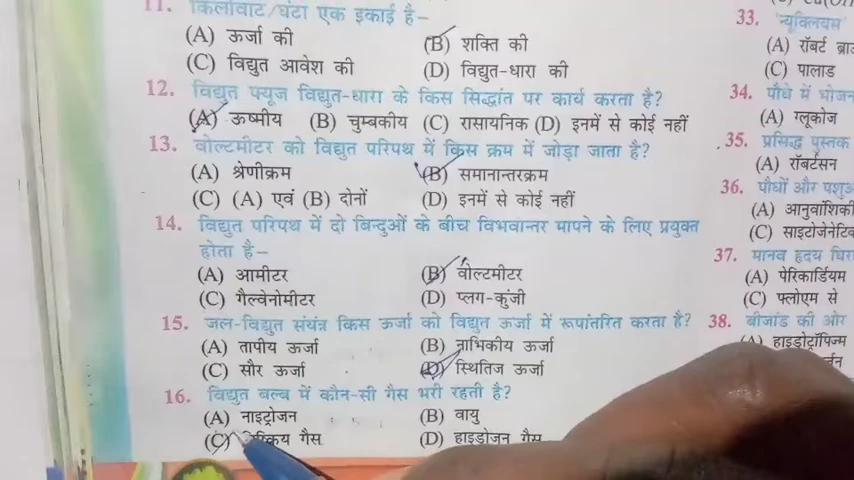 11. किलोवाट/घंटा एक इकाई है–
(A) ऊर्जा की (B) शक्ति की
(C) विद्युत आवेश की (D) विद्युत-धारा की
12. विद्युत फ्यूज विद्युत-धारा के किस सिद्धांत पर कार्य करता है?
(A) ऊष्मीय (B) चुम्बकीय (C) रासायनिक (D) इनमें से कोई नहीं
13. वोल्टमीटर को विद्युत परिपथ में किस क्रम में जोड़ा जाता है?
(A) श्रेणीक्रम (B) समानान्तरक्रम
(C) (A) एवं (B) दोनों (D) इनमें से कोई नहीं
14. विद्युत परिपथ में दो बिन्दुओं के बीच विभवान्तर मापने के लिए प्रयुक्त
होता है–
(A) आमीटर (B) वोल्टमीटर
(C) गैल्वेनोमीटर (D) प्लग-कुंजी
15. जल-विद्युत संयंत्र किस ऊर्जा को विद्युत ऊर्जा में रूपांतरित करता है?
(A) तापीय ऊर्जा (B) नाभिकीय ऊर्जा
(C) सौर ऊर्जा (D) स्थितिज ऊर्जा
16. विद्युत बल्ब में कौन-सी गैस भरी रहती है?
(A) नाइट्रोजन (B) वायु
(C) गैस (D) हाइड्रोजन गैस
33. 'न्यूक्लियस'
(A) रॉबर्ट
(C) पालाड
34. पौधे में भोजन
(A) ग्लूकोज
35. प्रसिद्ध पुस्तक
(A) रॉबर्टसन
36. पौधों और
(A) आनुवांशिकी
(C)
37. मानव हृदय
(A) पेरिकार्डियम
(C) फ्लोएम से
38. बीजांड की ओर
(A) हाइड्रोट्रॉपिज्म